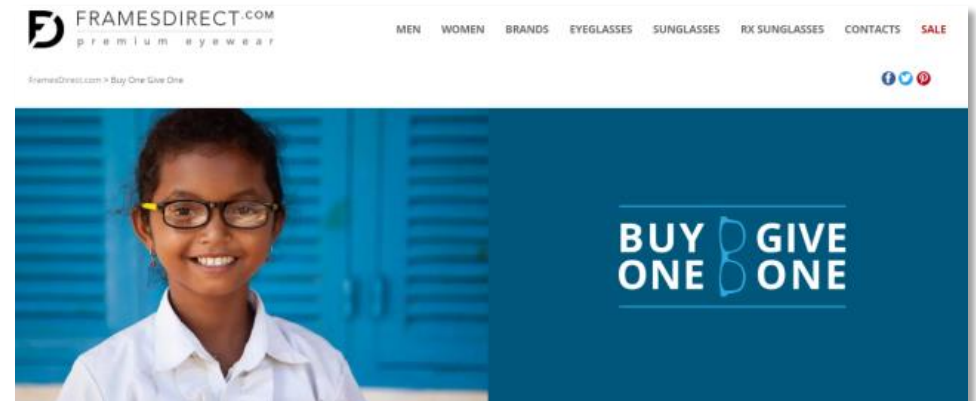 FRAMESDIRECT.COM
premium eyewear
MEN WOMEN BRANDS EYEGLASSES SUNGLASSES RX SUNGLASSES CONTACTS SALE
FramesDirect.com > Buy One Give One
BUY GIVE
ONE ONE